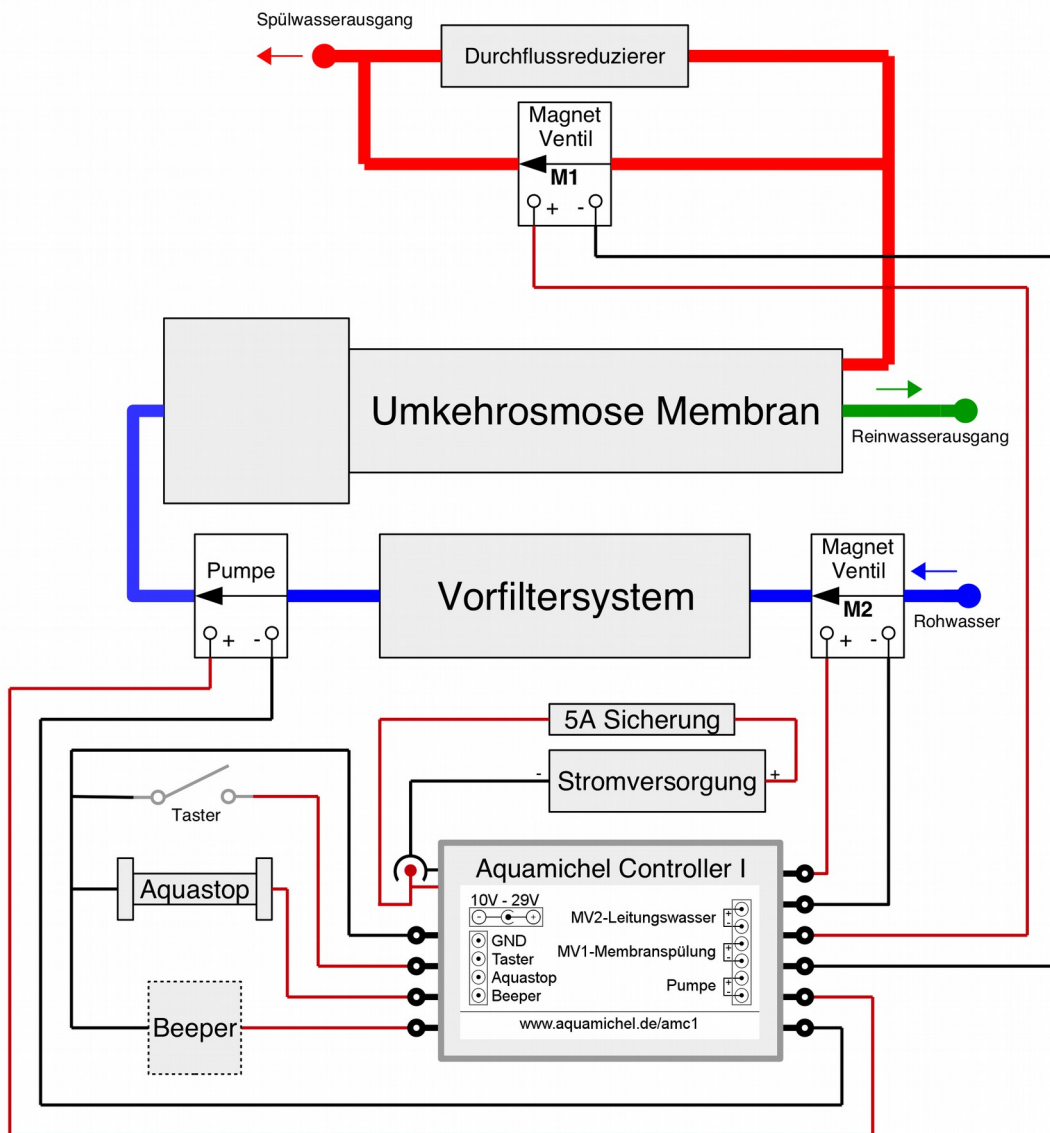 Spülwasserausgang
Durchflussreduzierer
Magnet
Ventil
M1
+ -
Umkehrosmose Membran
Reinwasserausgang
Pumpe
+ -
Vorfiltersystem
Magnet
Ventil
M2
+ -
Rohwasser
5A Sicherung
- Stromversorgung +
Taster
Aquastop
Beeper
Aquamichel Controller I
10V - 29V
- +
GND
Taster
Aquastop
Beeper
MV2-Leitungswasser
+
-
MV1-Membranspülung
+
-
Pumpe
+
-
www.aquamichel.de/amc1